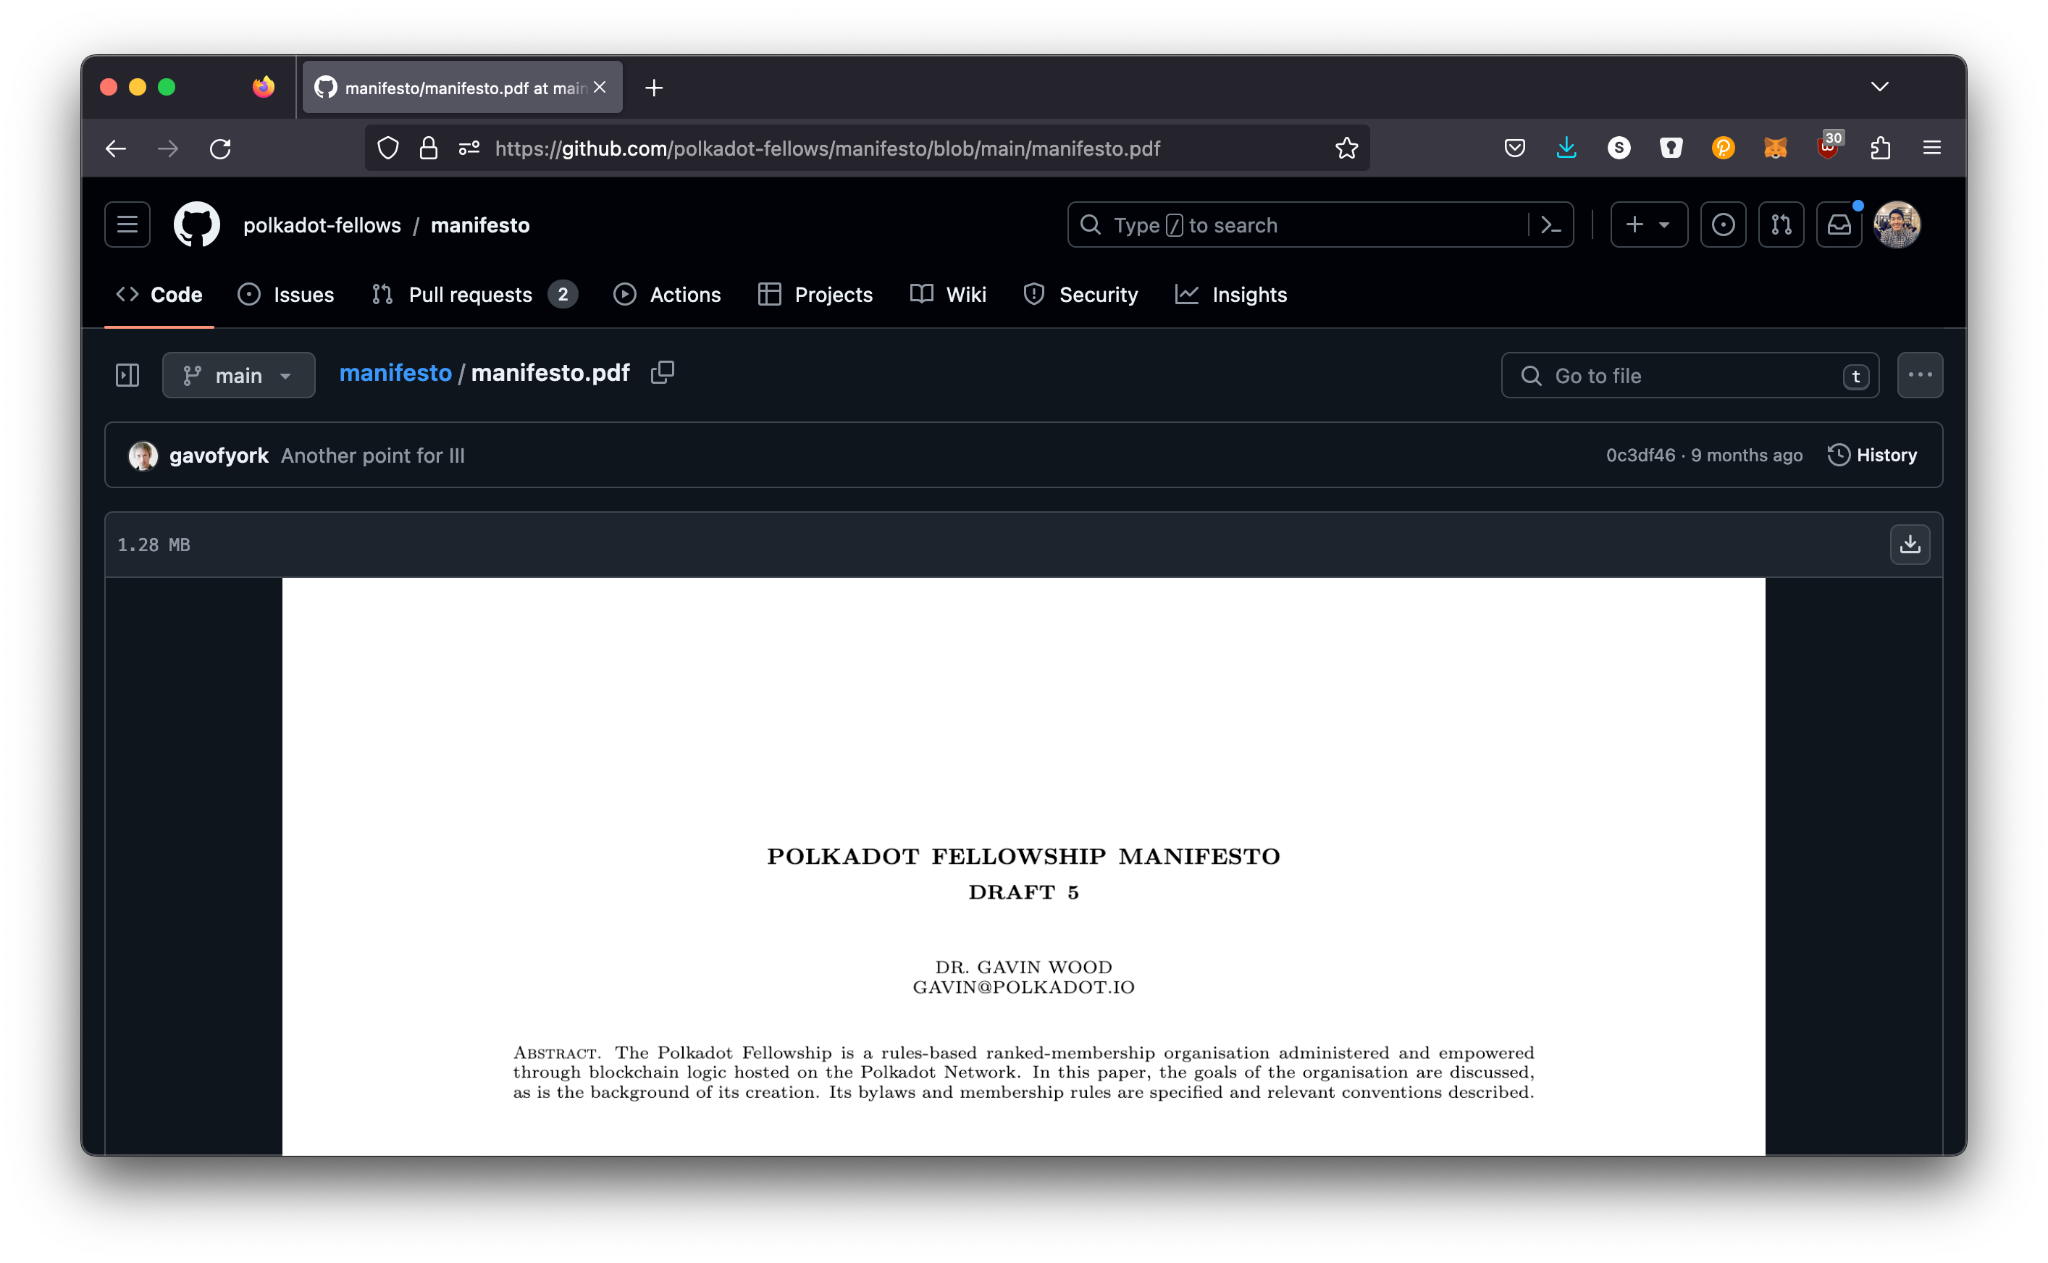 manifesto/manifesto.pdf at main
https://github.com/polkadot-fellows/manifesto/blob/main/manifesto.pdf
S
30
polkadot-fellows / manifesto
Type / to search
Code
Issues
Pull requests 2
Actions
Projects
Wiki
Security
Insights
main
manifesto / manifesto.pdf
Go to file
t
gavofyork Another point for III
0c3df46 · 9 months ago
History
1.28 MB
POLKADOT FELLOWSHIP MANIFESTO
DRAFT 5
DR. GAVIN WOOD
GAVIN@POLKADOT.IO
Abstract. The Polkadot Fellowship is a rules-based ranked-membership organisation administered and empowered
through blockchain logic hosted on the Polkadot Network. In this paper, the goals of the organisation are discussed,
as is the background of its creation. Its bylaws and membership rules are specified and relevant conventions described.